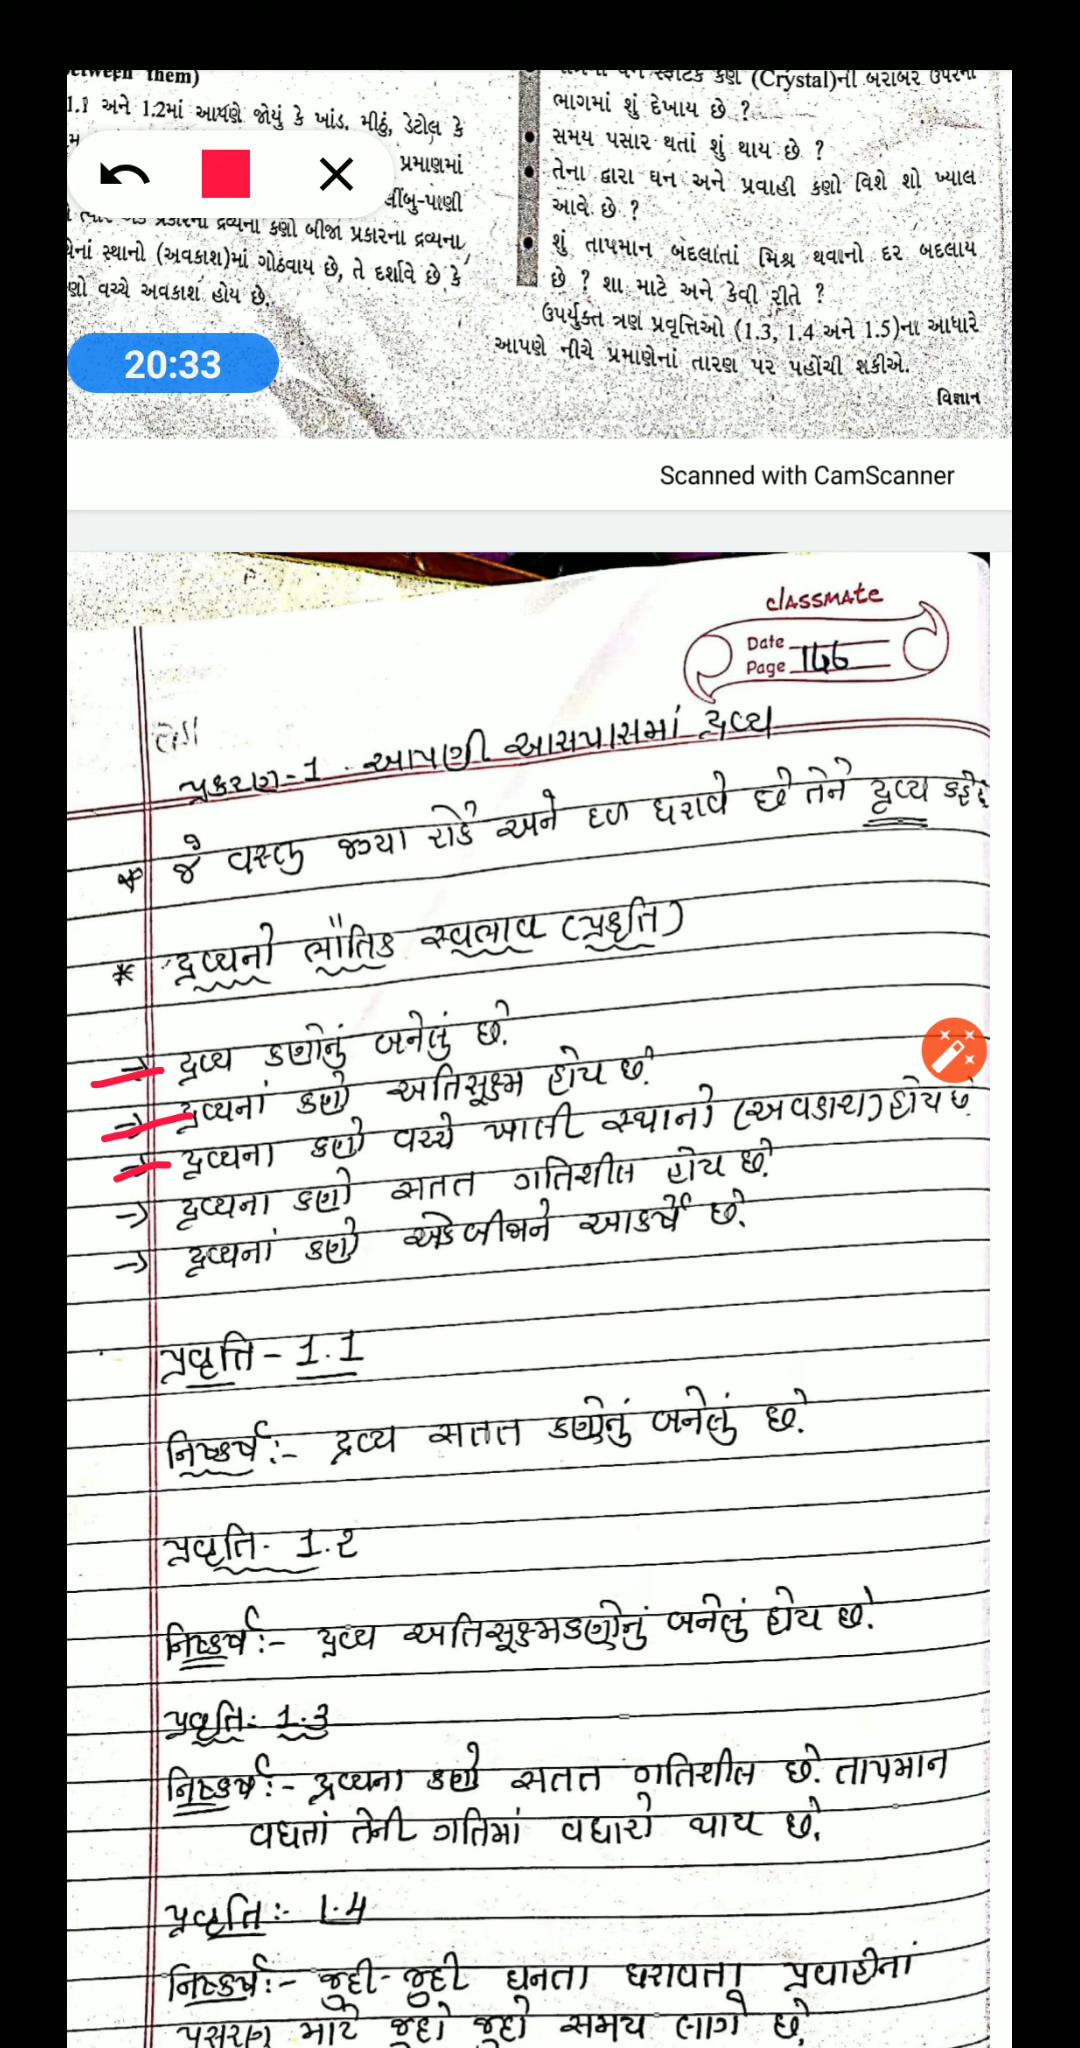 between them)
1.1 અને 1.2માં આપણે જોયું કે ખાંડ, મીઠું, ડેટોલ કે
પ્રમાણમાં
લીંબુ-પાણી
પ્રકારના દ્રવ્યના કણો બીજા પ્રકારના દ્રવ્યના
સ્થાનો (અવકાશ)માં ગોઠવાય છે, તે દર્શાવે છે કે
વચ્ચે અવકાશ હોય છે.
20:33
સ્ફટિક કણ (Crystal)ની બરાબર ઉપરના
ભાગમાં શું દેખાય છે ?
• સમય પસાર થતાં શું થાય છે ?
• તેના દ્વારા ઘન અને પ્રવાહી કણો વિશે શો ખ્યાલ
આવે છે ?
• શું તાપમાન બદલાતાં મિશ્ર થવાનો દર બદલાય
છે ? શા માટે અને કેવી રીતે ?
ઉપર્યુક્ત ત્રણ પ્રવૃત્તિઓ (1.3, 1.4 અને 1.5)ના આધારે
આપણે નીચે પ્રમાણેનાં તારણ પર પહોંચી શકીએ.
વિજ્ઞાન
Scanned with CamScanner
classmate
Date
Page 146
પ્રકરણ-1 આપણી આસપાસમાં દ્રવ્ય
* જે વસ્તુ જગ્યા રોકે અને દળ ધરાવે છે તેને દ્રવ્ય કહે છે
* દ્રવ્યનો ભૌતિક સ્વભાવ (પ્રકૃતિ)
→ દ્રવ્ય કણોનું બનેલું છે.
→ દ્રવ્યનાં કણો અતિસૂક્ષ્મ હોય છે.
→ દ્રવ્યના કણો વચ્ચે ખાલી સ્થાનો (અવકાશ) હોય છે.
→ દ્રવ્યના કણો સતત ગતિશીલ હોય છે.
→ દ્રવ્યનાં કણો એકબીજાને આકર્ષે છે.
પ્રવૃત્તિ - 1.1
નિષ્કર્ષ :- દ્રવ્ય સતત કણોનું બનેલું છે.
પ્રવૃતિ - 1.2
નિષ્કર્ષ :- દ્રવ્ય અતિસૂક્ષ્મકણોનું બનેલું હોય છે.
પ્રવૃતિ : 1.3
નિષ્કર્ષ :- દ્રવ્યના કણો સતત ગતિશીલ છે. તાપમાન
વધતાં તેની ગતિમાં વધારો થાય છે.
પ્રવૃતિ :- 1.4
નિષ્કર્ષ :- જુદી-જુદી ઘનતા ધરાવતા પ્રવાહીનાં
પ્રસરણ માટે જુદો જુદો સમય લાગે છે.